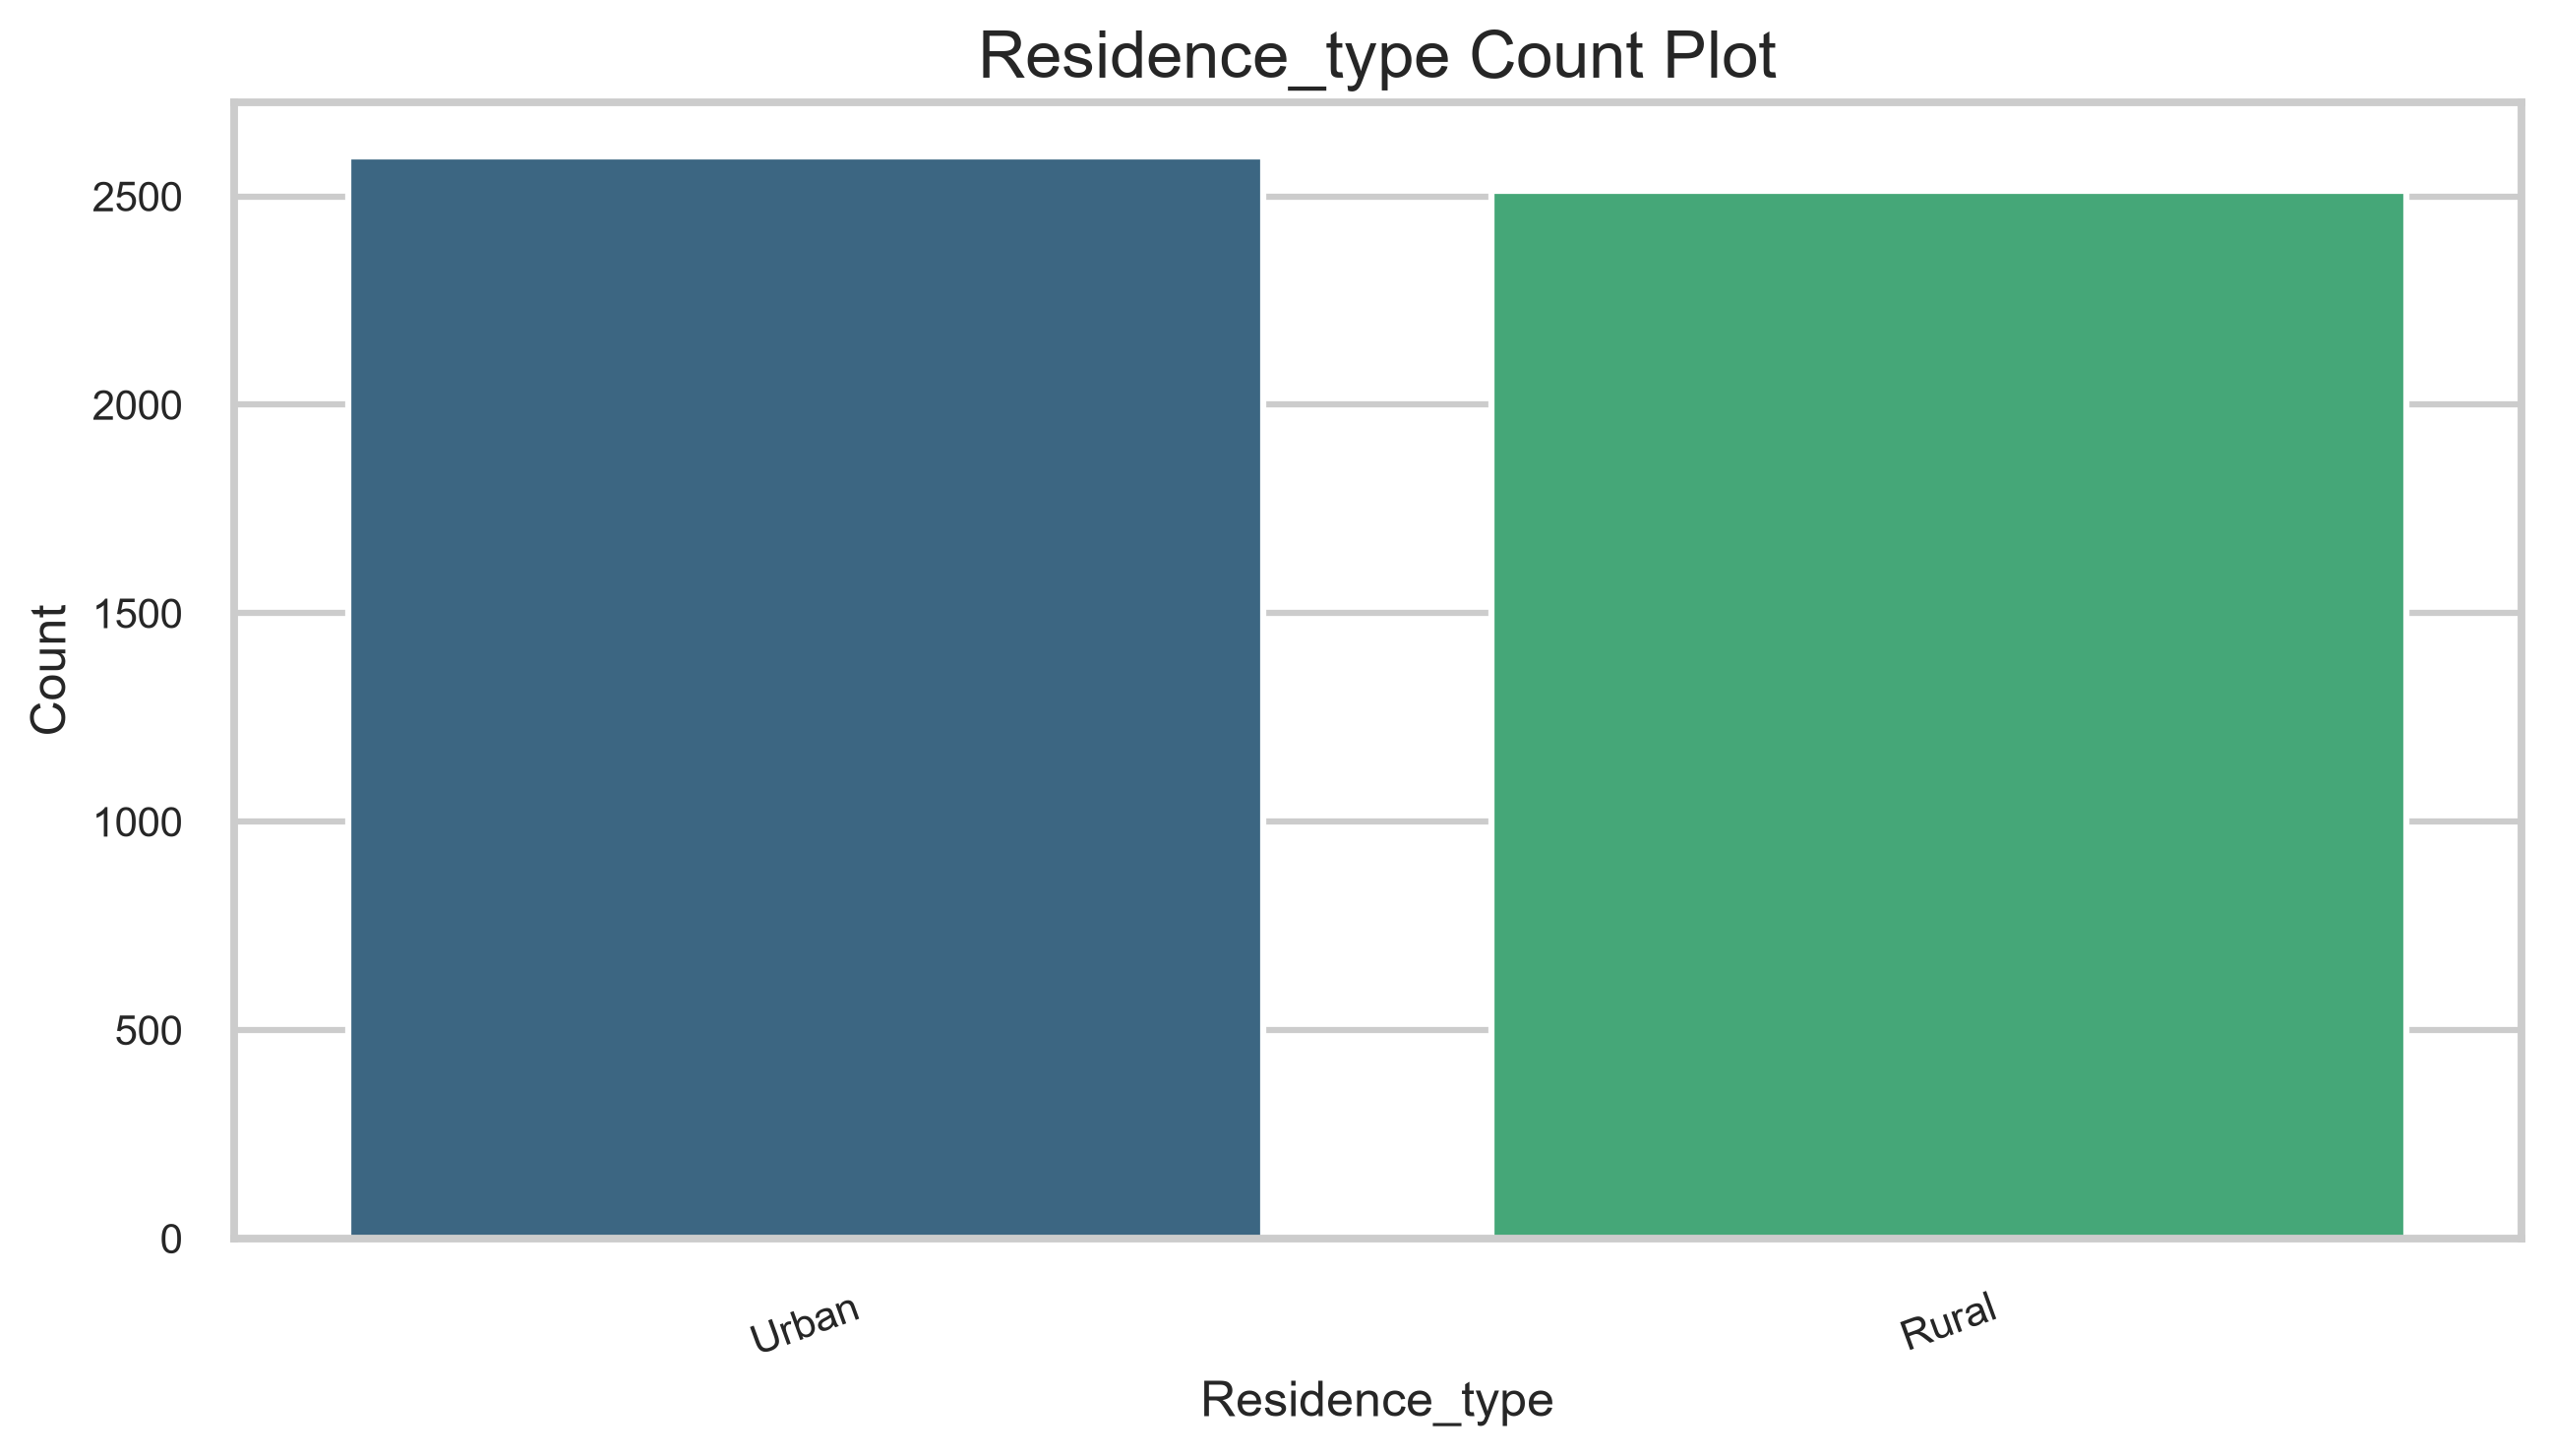 Residence_type Count Plot
2500
2000
1500
1000
500
0
Count
Urban
Rural
Residence_type